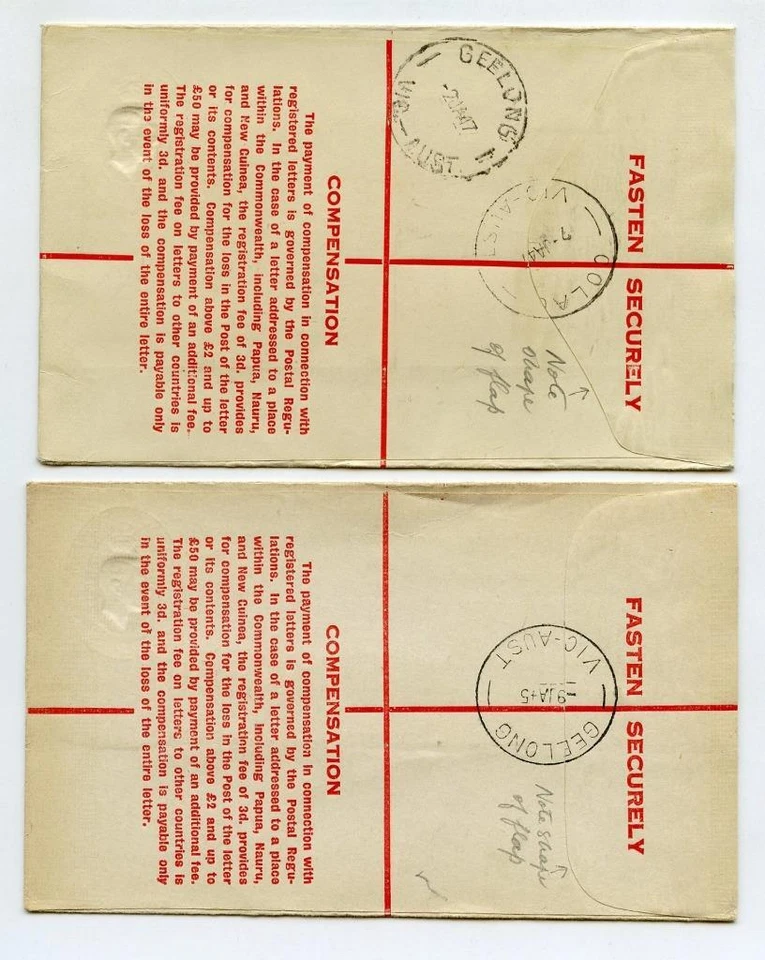 FASTEN SECURELY
GEELONG 1
VIC-AUST
COLA
VIC-AUST
Note
shape
of flap
COMPENSATION
The payment of compensation in connection with
registered letters is governed by the Postal Regu-
lations. In the case of a letter addressed to a place
within the Commonwealth, including Papua, Nauru,
and New Guinea, the registration fee of 3d. provides
for compensation for the loss in the Post of the letter
or its contents. Compensation above £2 and up to
£50 may be provided by payment of an additional fee.
The registration fee on letters to other countries is
uniformly 3d. and the compensation is payable only
in the event of the loss of the entire letter.
FASTEN SECURELY
GEELONG
-9JA45
VIC-AUST
Note shape
of flap
COMPENSATION
The payment of compensation in connection with
registered letters is governed by the Postal Regu-
lations. In the case of a letter addressed to a place
within the Commonwealth, including Papua, Nauru,
and New Guinea, the registration fee of 3d. provides
for compensation for the loss in the Post of the letter
or its contents. Compensation above £2 and up to
£50 may be provided by payment of an additional fee.
The registration fee on letters to other countries is
uniformly 3d. and the compensation is payable only
in the event of the loss of the entire letter.